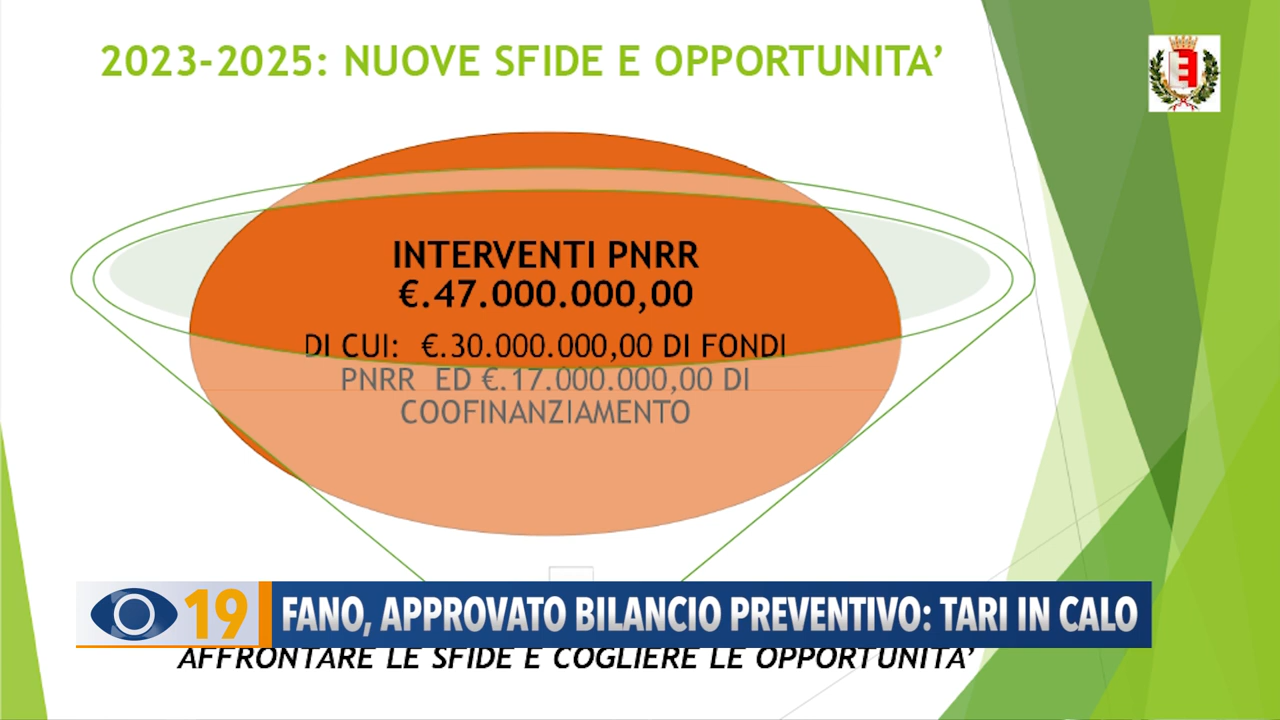 2023-2025: NUOVE SFIDE E OPPORTUNITA’
INTERVENTI PNRR
€.47.000.000,00
DI CUI: €.30.000.000,00 DI FONDI
PNRR ED €.17.000.000,00 DI
COOFINANZIAMENTO
19 FANO, APPROVATO BILANCIO PREVENTIVO: TARI IN CALO
AFFRONTARE LE SFIDE E COGLIERE LE OPPORTUNITA’